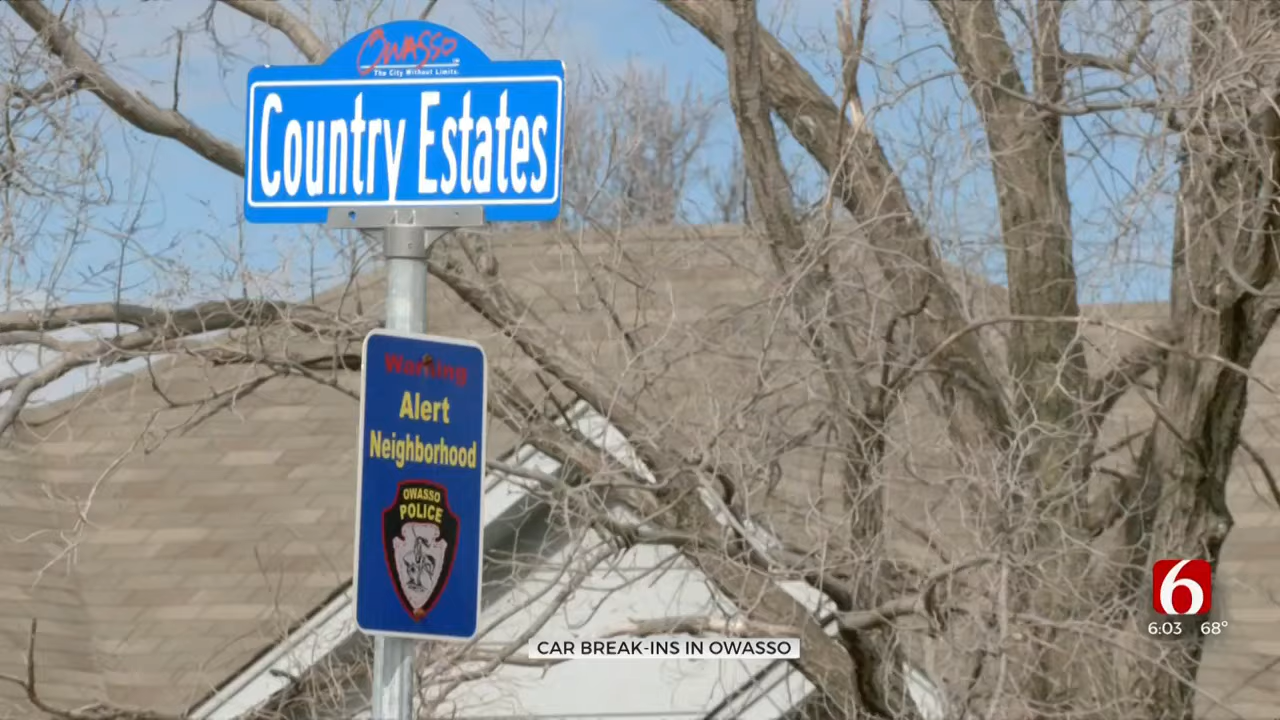 Owasso
The City Without Limits.
Country Estates
Warning
Alert
Neighborhood
OWASSO
POLICE
CAR BREAK-INS IN OWASSO
6
6:03 68°